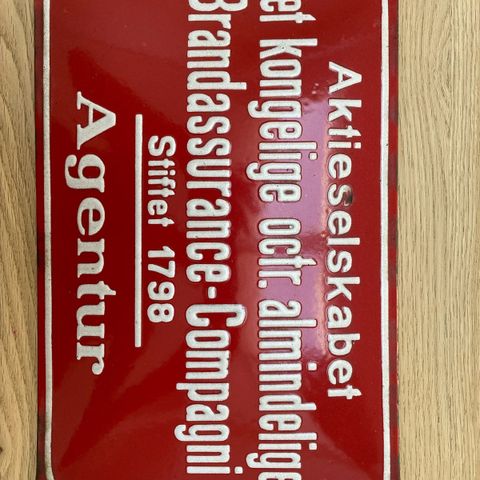 Aktieselskabet
et kongelige octr. almindelige
Brandassurance-Compagni
Stiftet 1798
Agentur